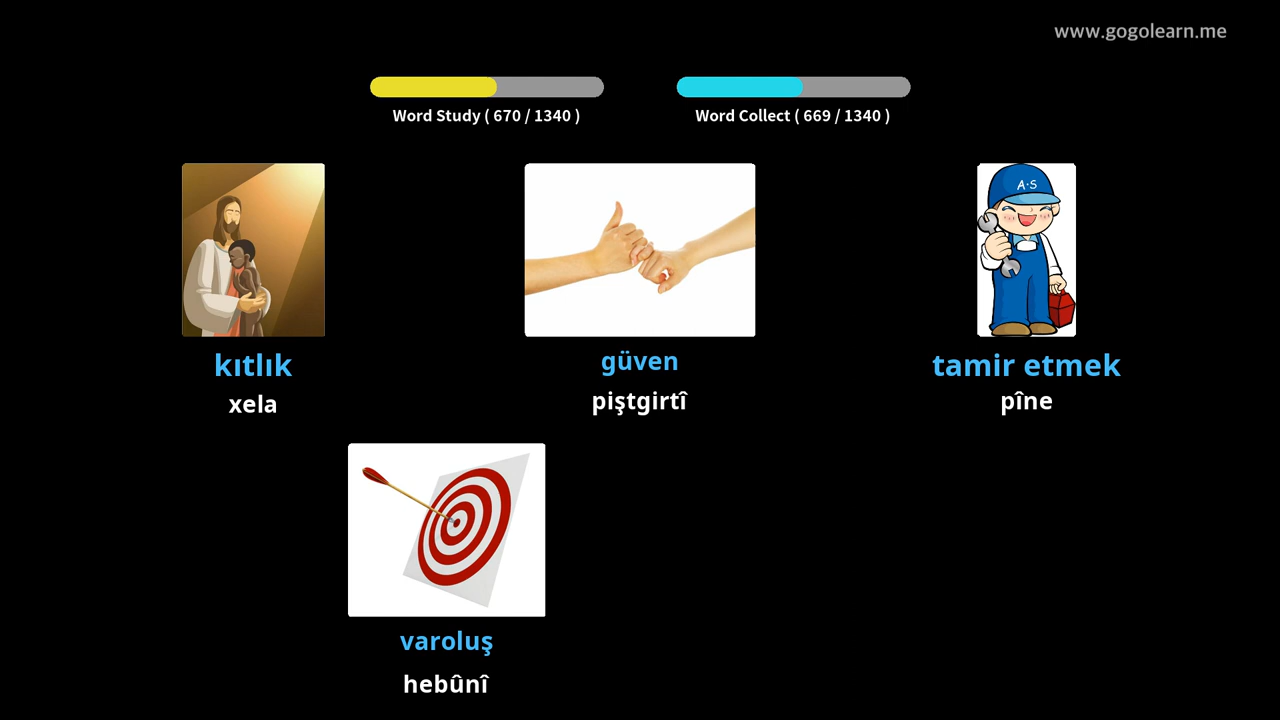 www.gogolearn.me
Word Study ( 670 / 1340 )
Word Collect ( 669 / 1340 )
A·S
kıtlık
xela
güven
piştgirtî
tamir etmek
pîne
varoluş
hebûnî